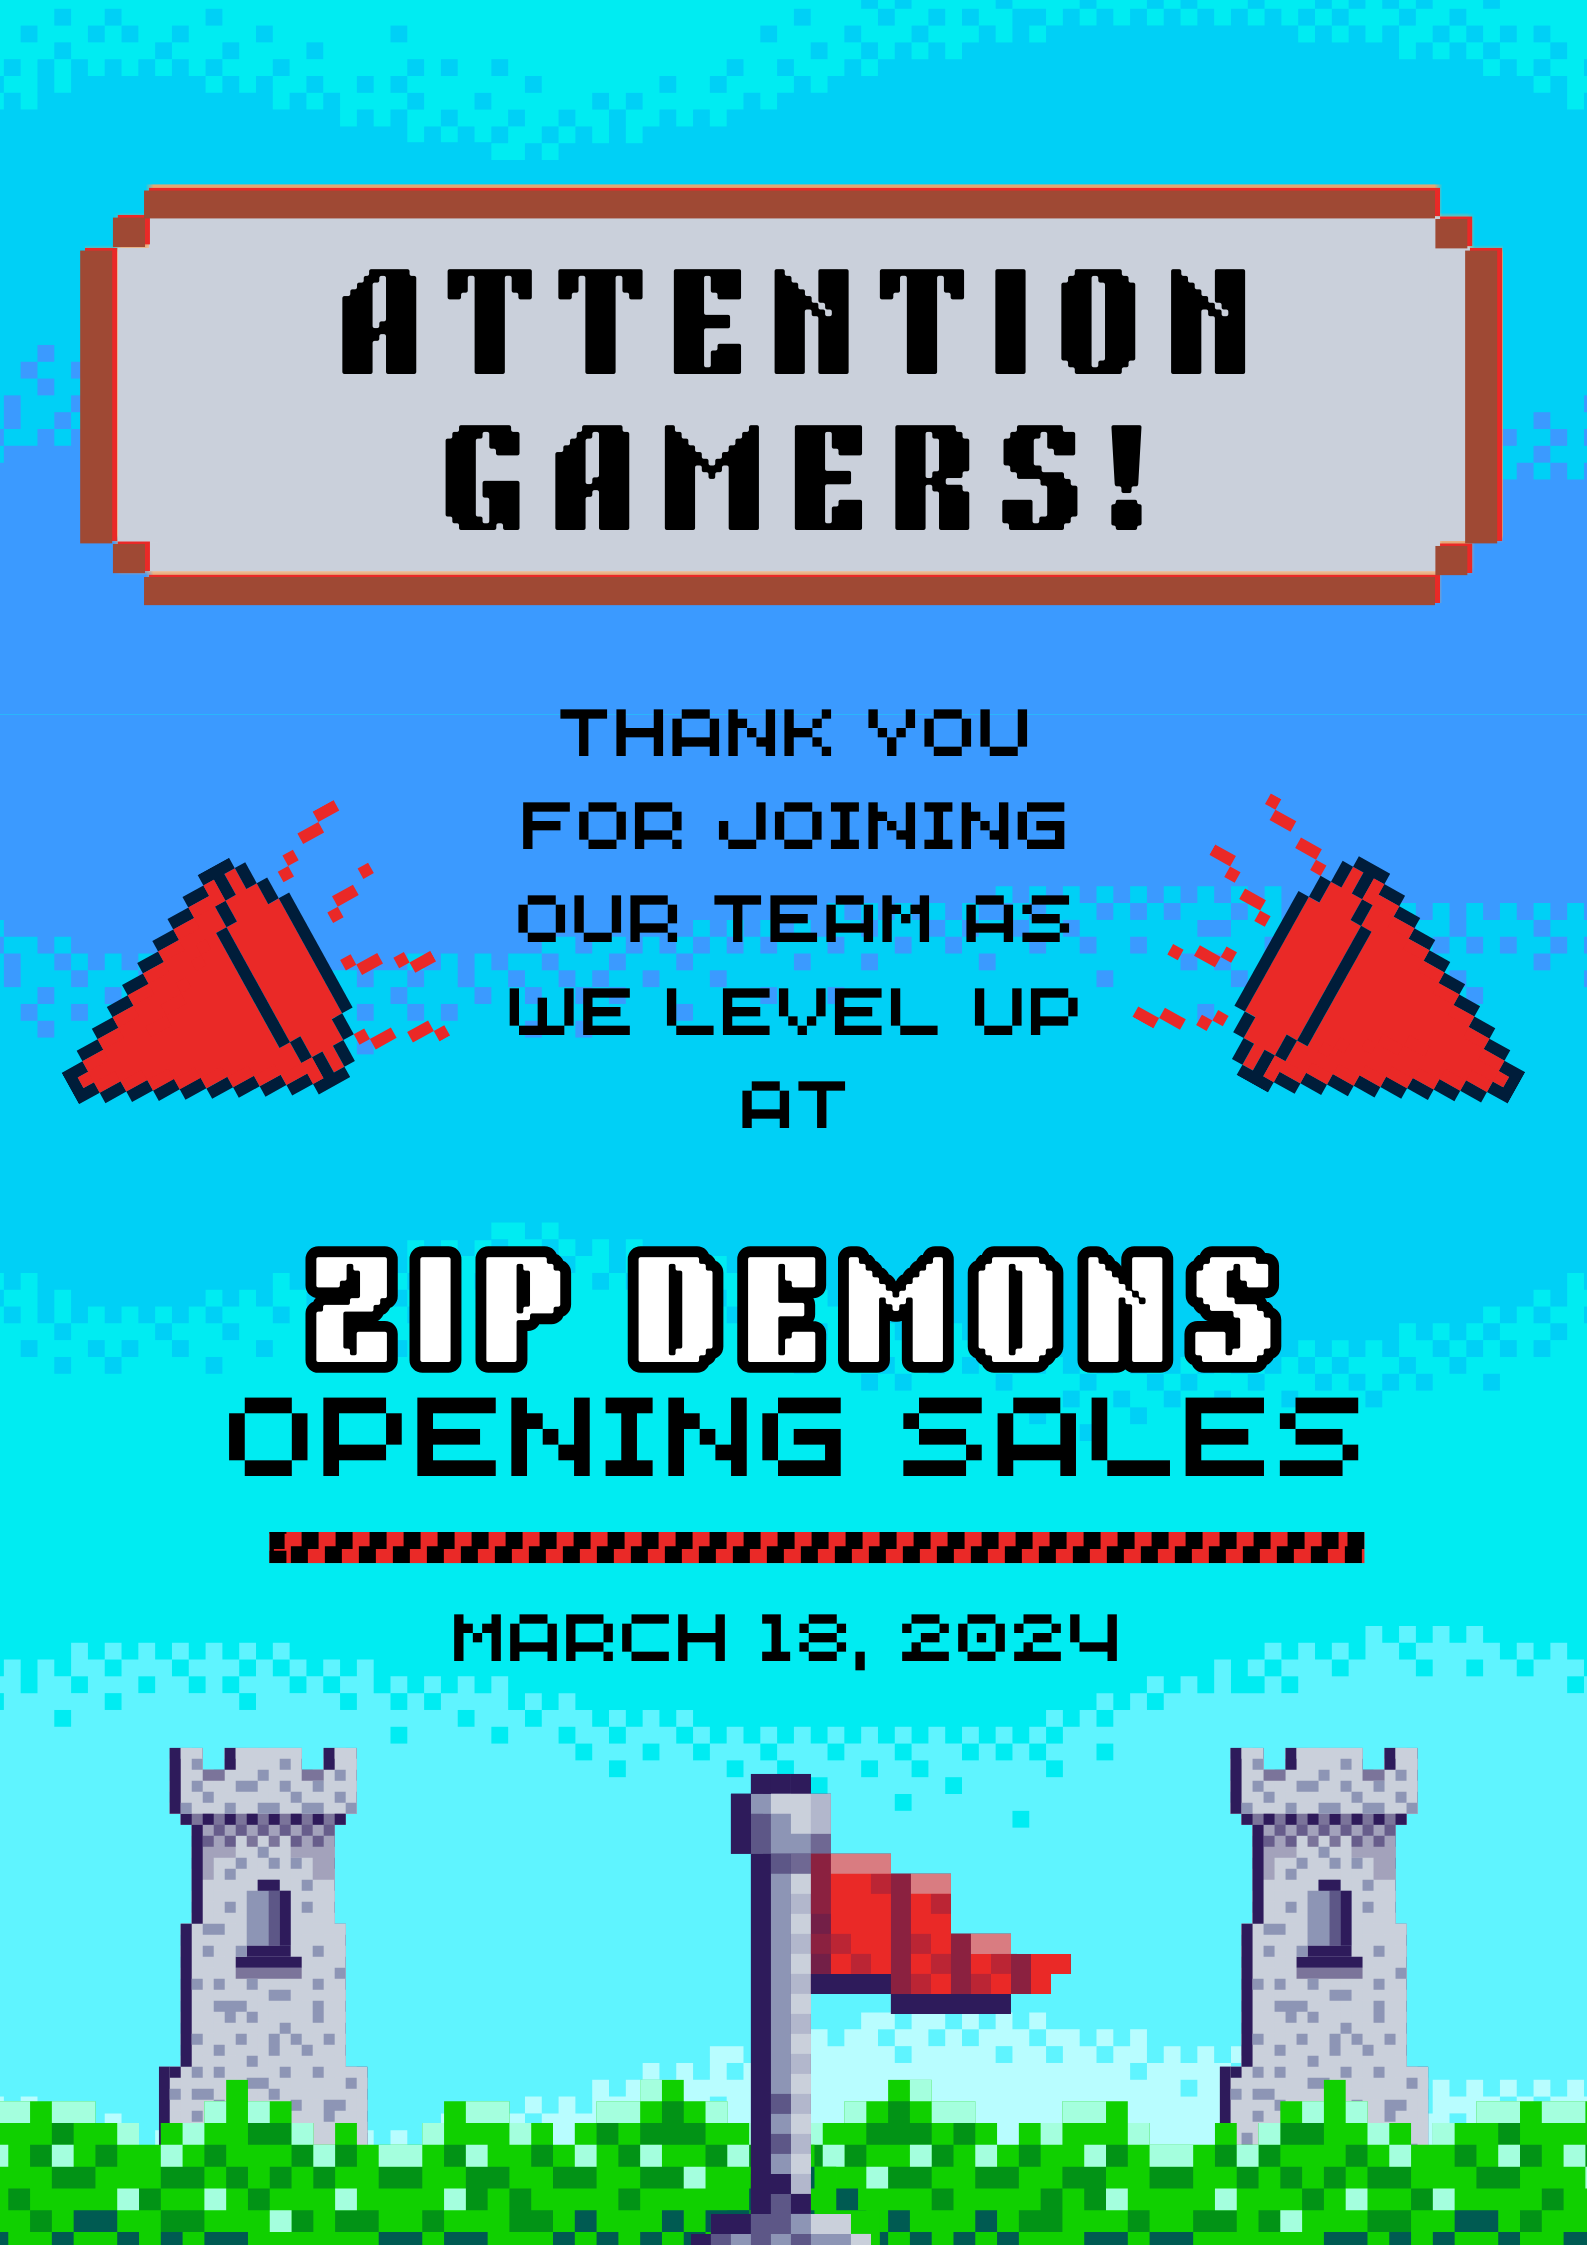 ATTENTION
GAMERS!
THANK YOU
FOR JOINING
OUR TEAM AS
WE LEVEL UP
AT
ZIP DEMONS
OPENING SALES
MARCH 18, 2024